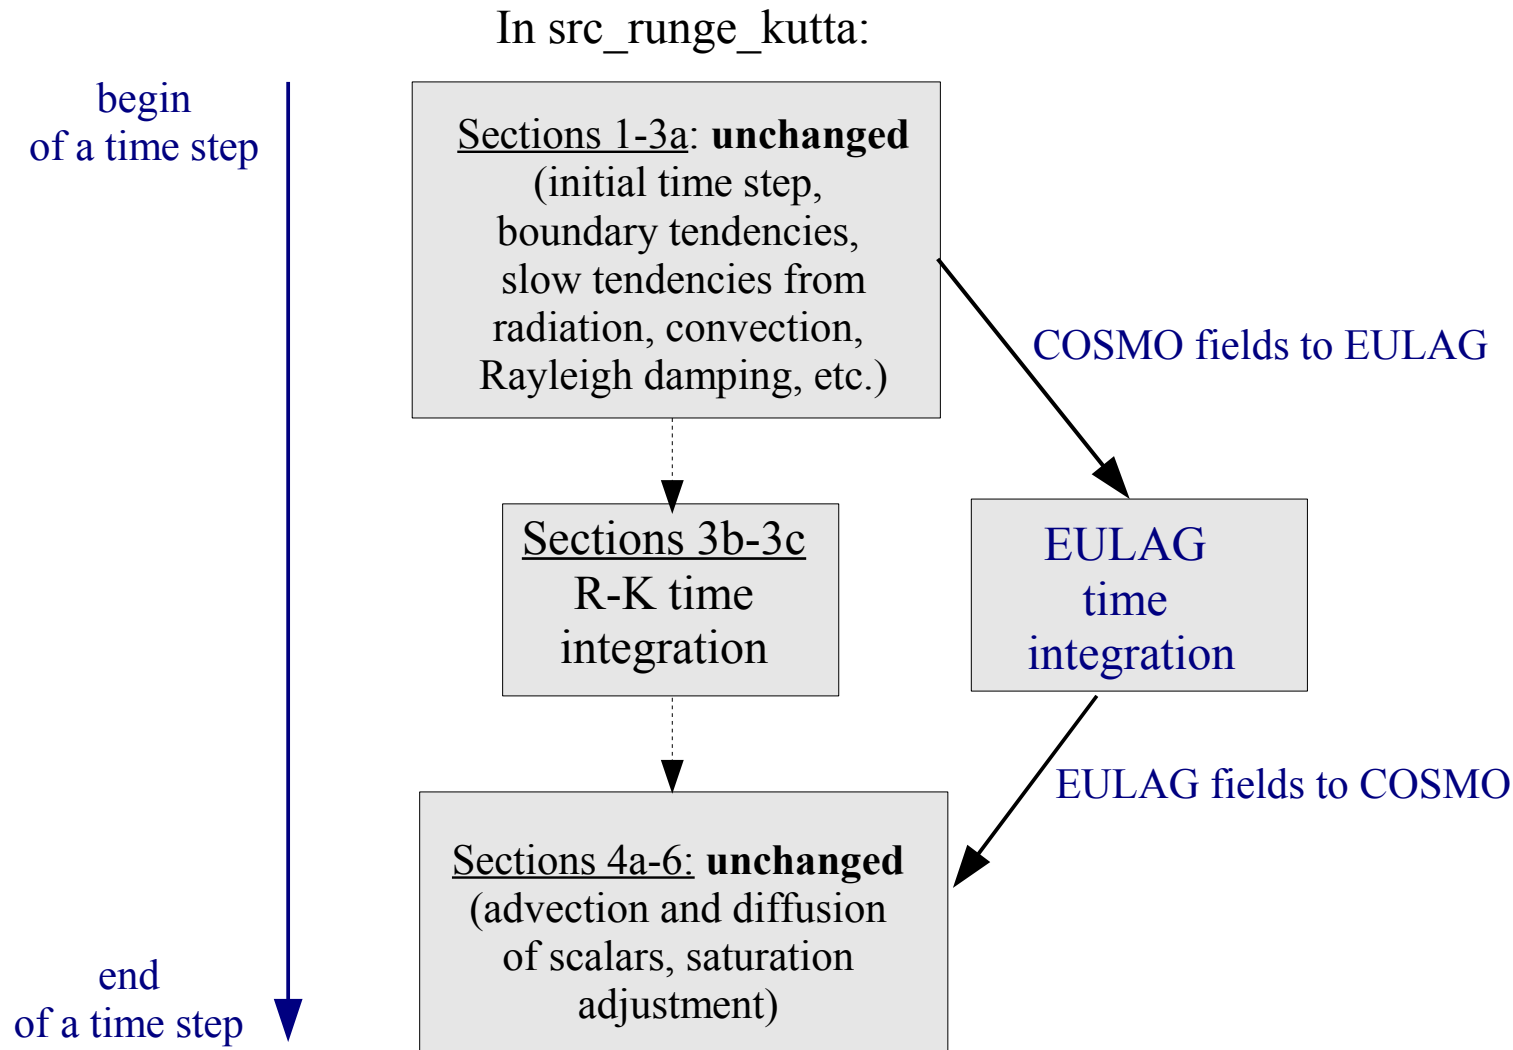 In src_runge_kutta:
begin
of a time step
Sections 1-3a: unchanged
(initial time step,
boundary tendencies,
slow tendencies from
radiation, convection,
Rayleigh damping, etc.)
COSMO fields to EULAG
Sections 3b-3c
R-K time
integration
EULAG
time
integration
EULAG fields to COSMO
Sections 4a-6: unchanged
(advection and diffusion
of scalars, saturation
adjustment)
end
of a time step